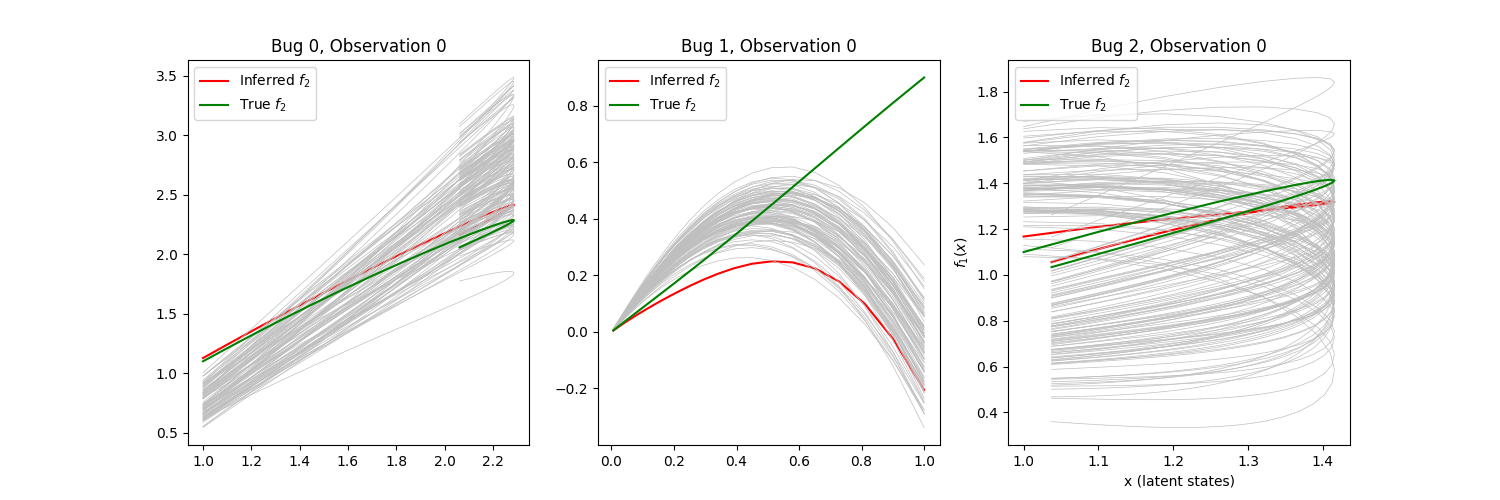 Bug 0, Observation 0
Inferred f₂
True f₂
3.5
3.0
2.5
2.0
1.5
1.0
0.5
1.0 1.2 1.4 1.6 1.8 2.0 2.2
Bug 1, Observation 0
Inferred f₂
True f₂
0.8
0.6
0.4
0.2
0.0
−0.2
0.0 0.2 0.4 0.6 0.8 1.0
Bug 2, Observation 0
Inferred f₂
True f₂
1.8
1.6
1.4
1.2
1.0
0.8
0.6
0.4
f₁(x)
1.0 1.1 1.2 1.3 1.4
x (latent states)